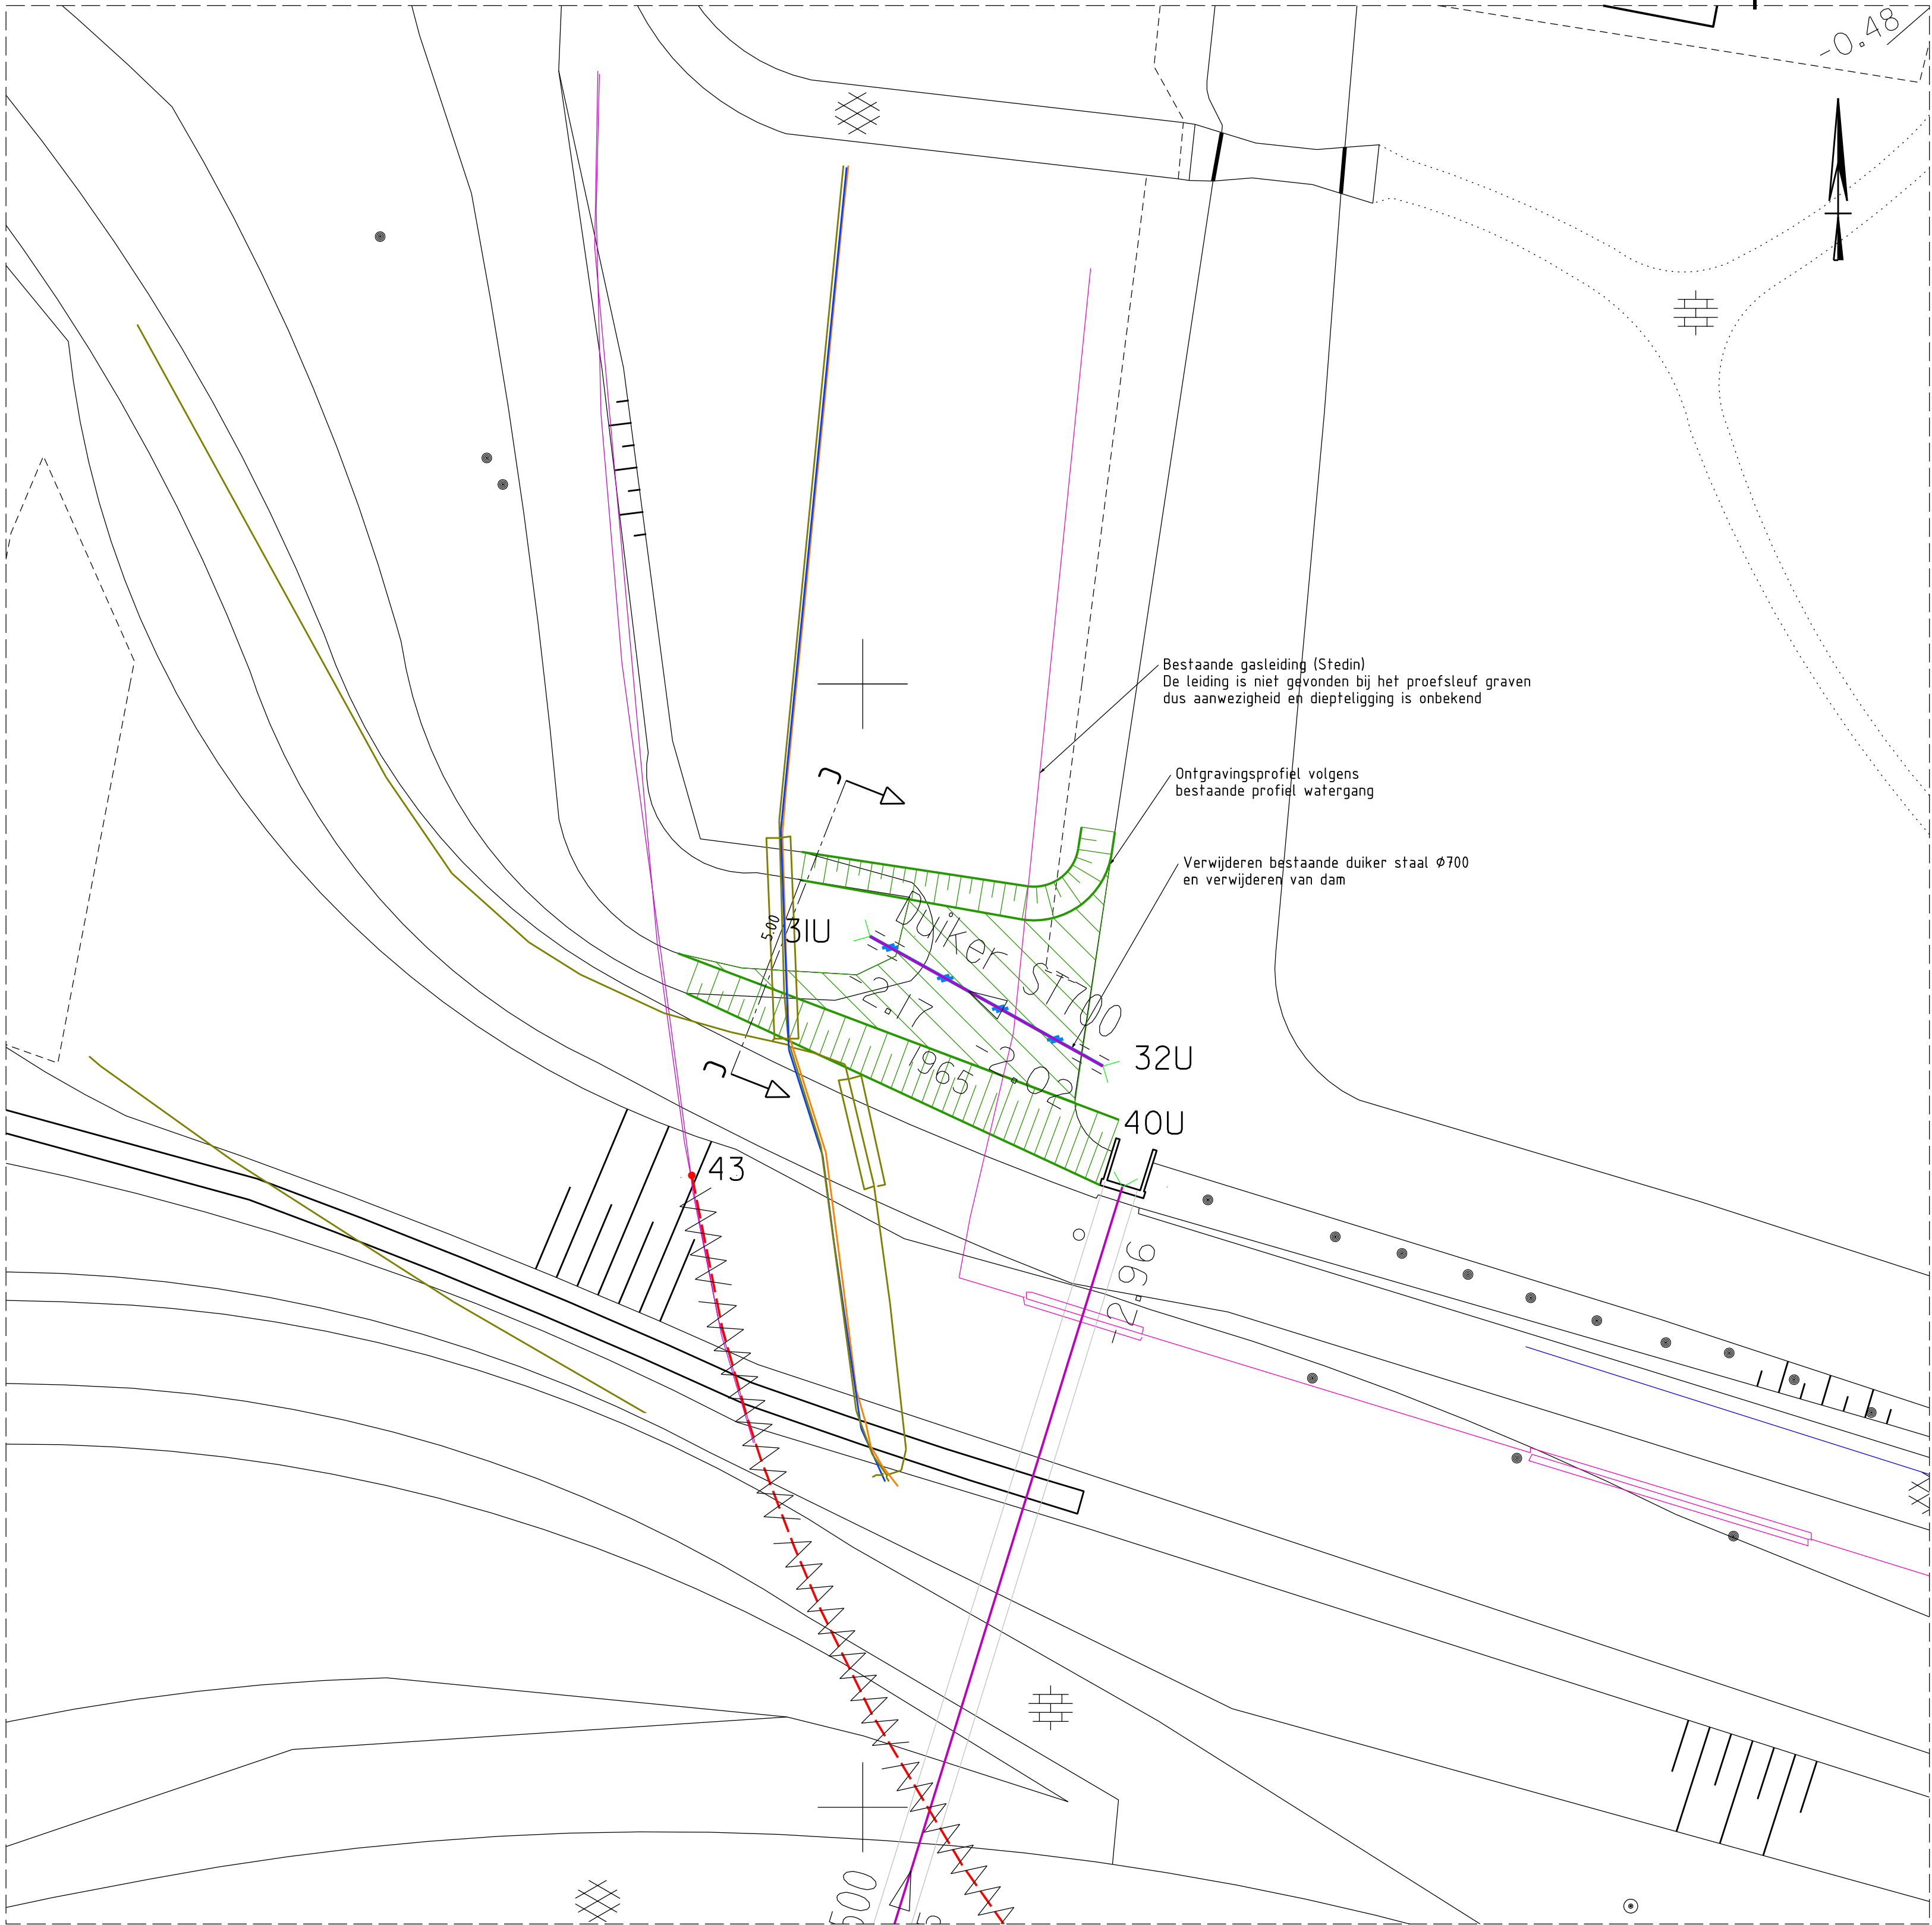 -0.48
Bestaande gasleiding (Stedin)
De leiding is niet gevonden bij het proefsleuf graven
dus aanwezigheid en diepteligging is onbekend
Ontgravingsprofiel volgens
bestaande profiel watergang
Verwijderen bestaande duiker staal Ø700
en verwijderen van dam
5.00
31U
Duiker ST700
-2.17
1965
-2.02
32U
40U
43
-2.96